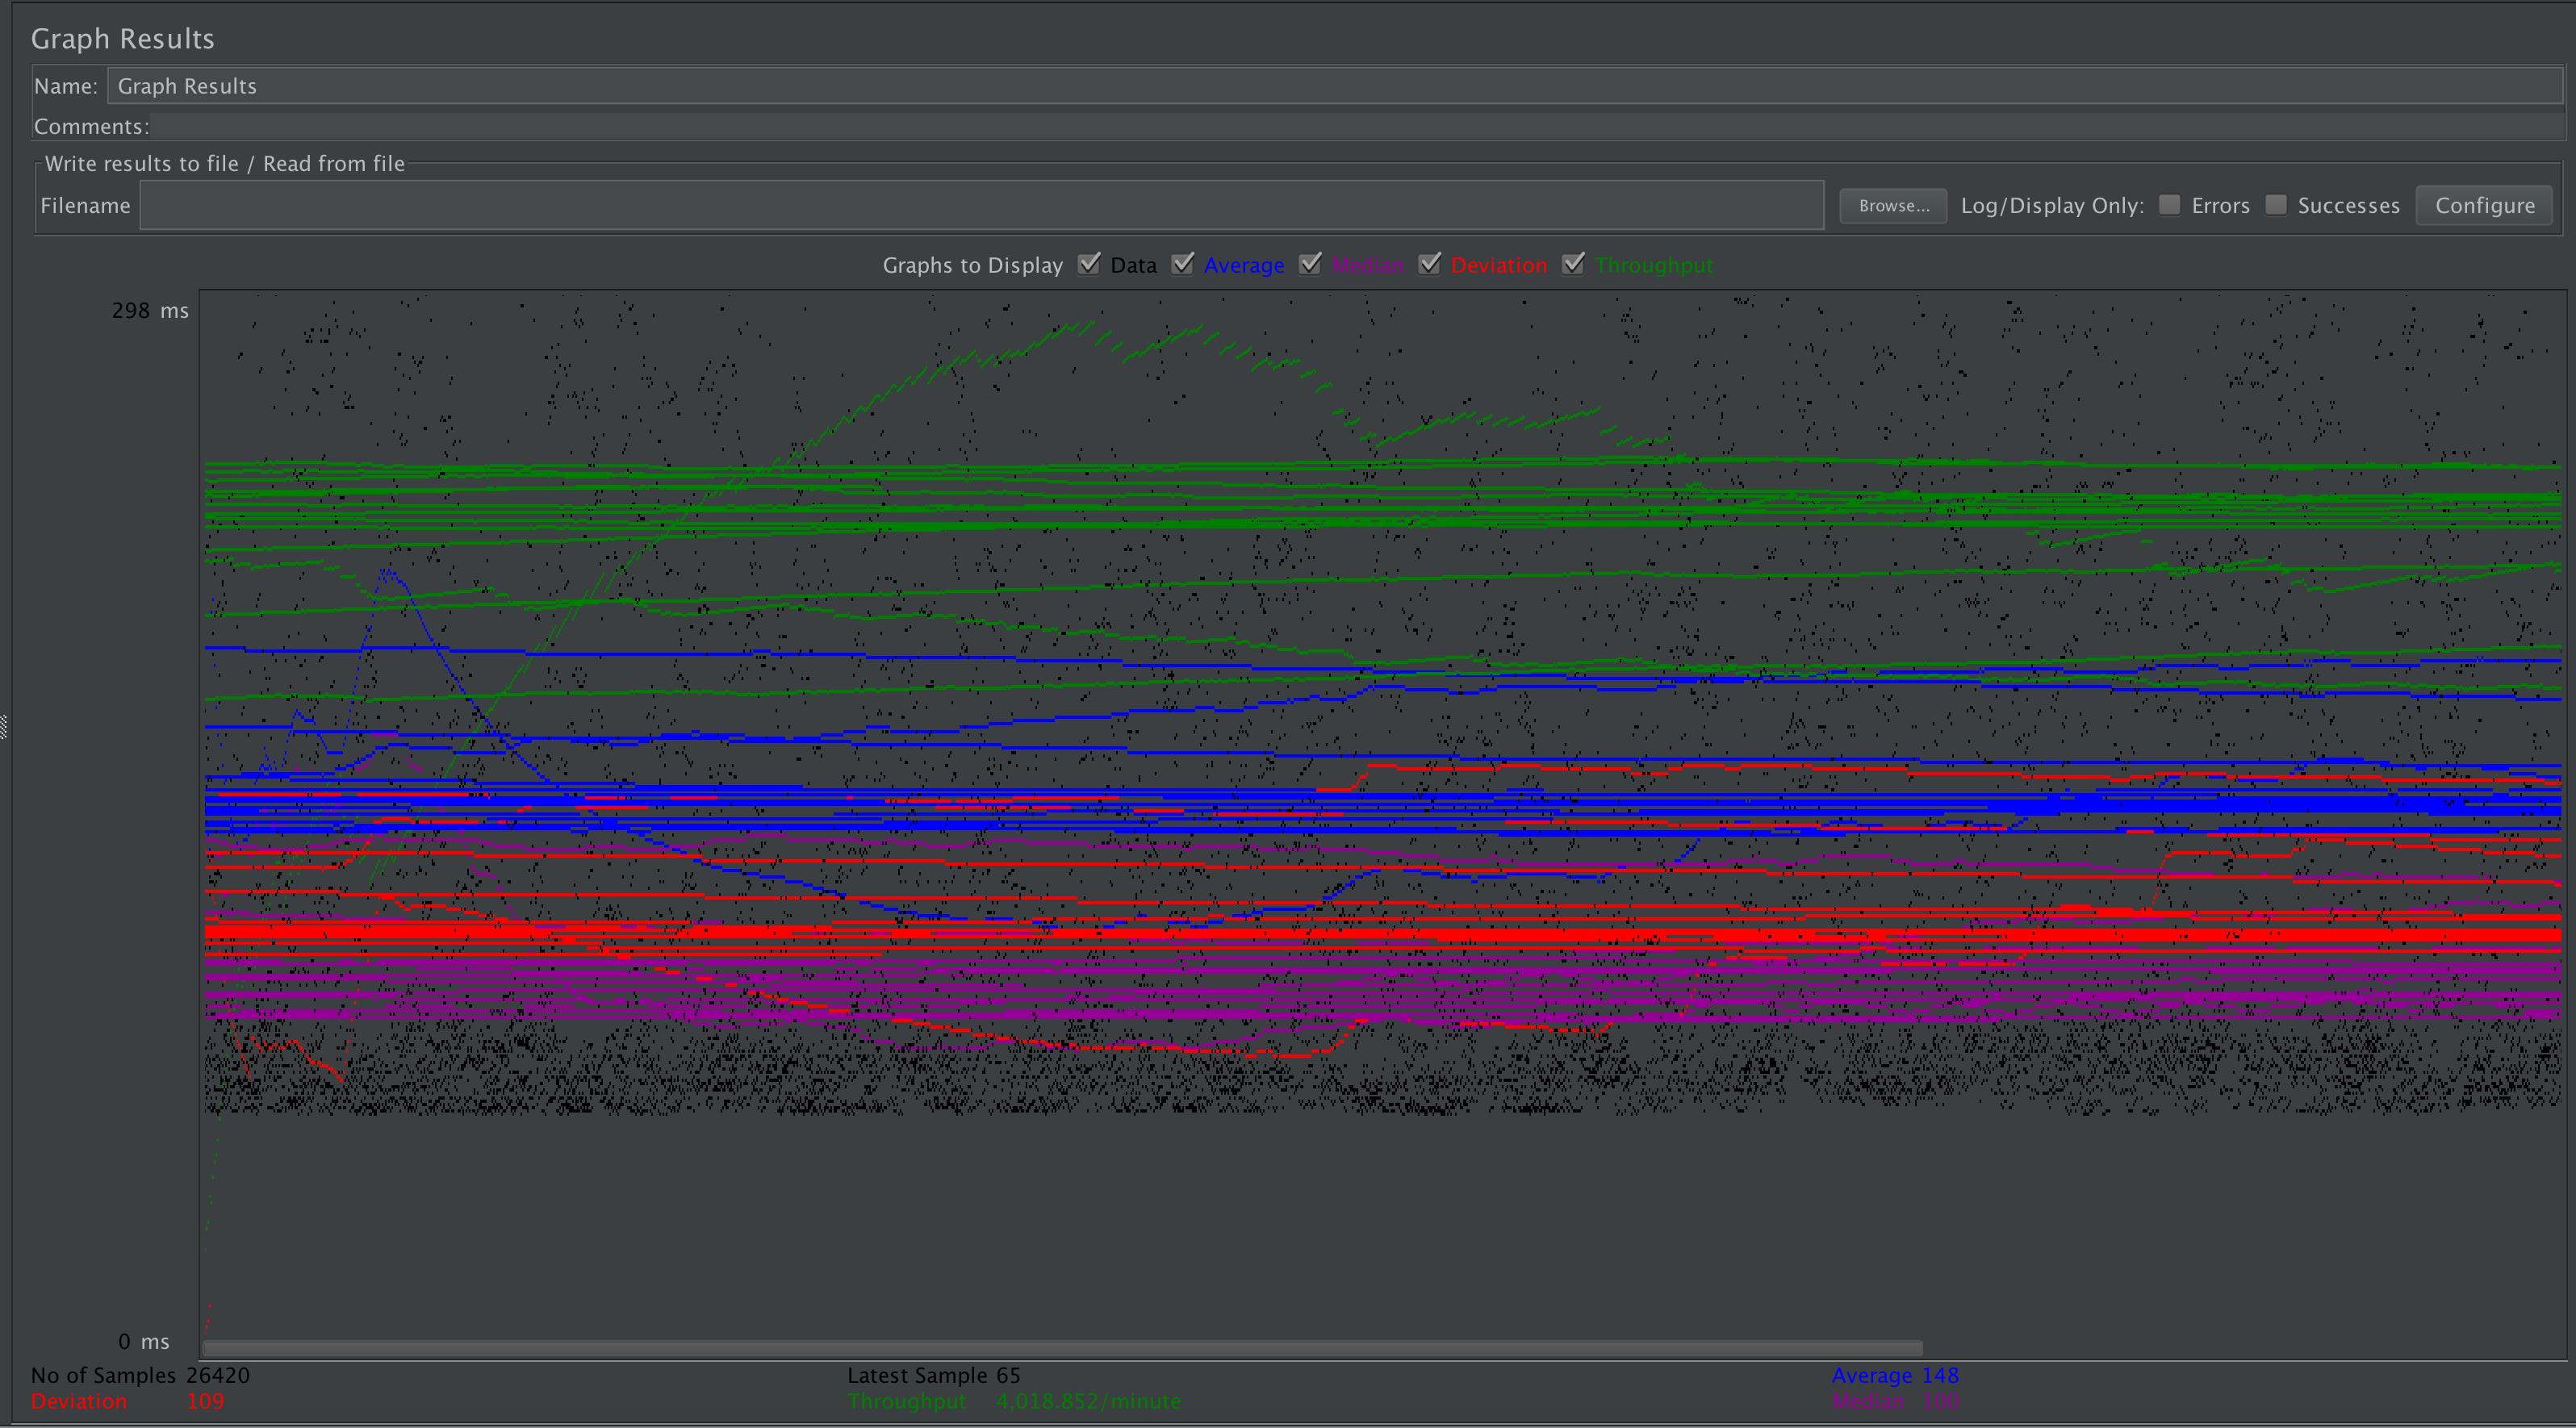 Graph Results
Name: Graph Results
Comments:
Write results to file / Read from file
Filename Browse... Log/Display Only: Errors Successes Configure
Graphs to Display Data Average Median Deviation Throughput
298 ms
0 ms
No of Samples 26420 Latest Sample 65 Average 148
Deviation 109 Throughput 4,018.852/minute Median 100